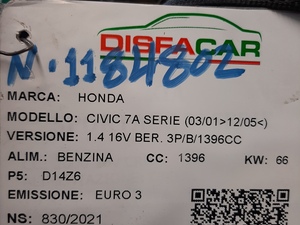 DISFACAR
N. 1184802
MARCA: HONDA
MODELLO: CIVIC 7A SERIE (03/01>12/05<)
VERSIONE: 1.4 16V BER. 3P/B/1396CC
ALIM.: BENZINA CC: 1396 KW: 66
P5: D14Z6
EMISSIONE: EURO 3
NS: 830/2021